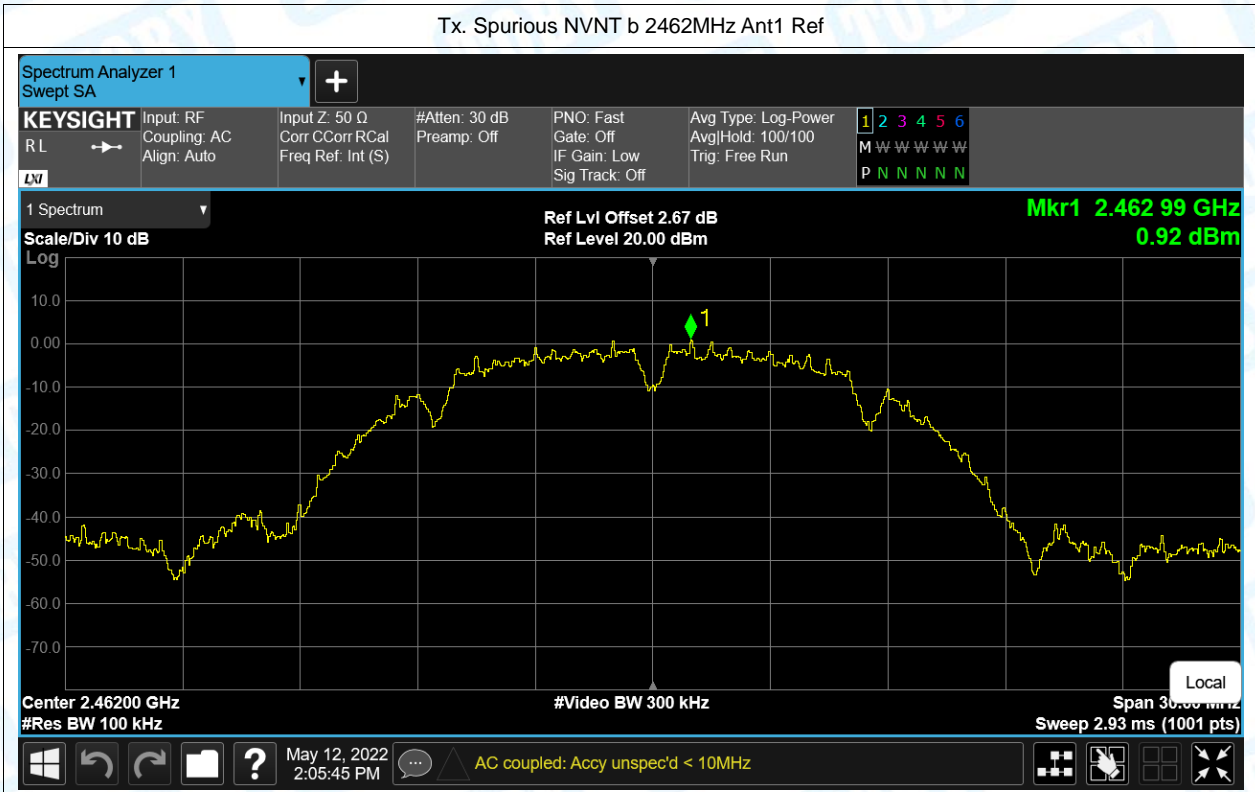 Tx. Spurious NVNT b 2462MHz Ant1 Ref
Spectrum Analyzer 1
Swept SA
KEYSIGHT
R L
LXI
Input: RF
Coupling: AC
Align: Auto
Input Z: 50 Ω
Corr CCorr RCal
Freq Ref: Int (S)
#Atten: 30 dB
Preamp: Off
PNO: Fast
Gate: Off
IF Gain: Low
Sig Track: Off
Avg Type: Log-Power
Avg|Hold: 100/100
Trig: Free Run
1 2 3 4 5 6
M W W W W W
P N N N N N
1 Spectrum
Scale/Div 10 dB
Ref Lvl Offset 2.67 dB
Ref Level 20.00 dBm
Mkr1 2.462 99 GHz
0.92 dBm
Log
10.0
0.00
-10.0
-20.0
-30.0
-40.0
-50.0
-60.0
-70.0
1
Local
Center 2.46200 GHz
#Video BW 300 kHz
Span 30.00 MHz
#Res BW 100 kHz
Sweep 2.93 ms (1001 pts)
?
May 12, 2022
2:05:45 PM
AC coupled: Accy unspec'd < 10MHz